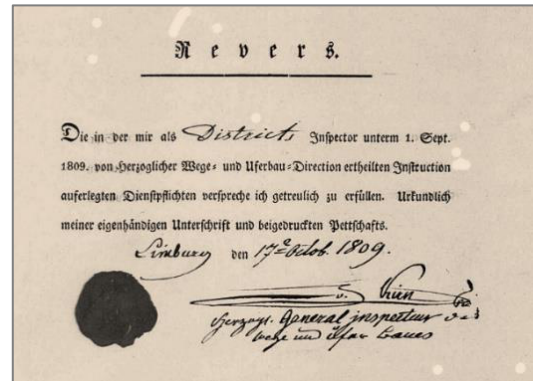 Revers.
Die in der mir als Districts Inspector unterm 1. Sept.
1809. von Herzoglicher Wege- und Uferbau-Direction ertheilten Instruction
auferlegten Dienstpflichten verspreche ich getreulich zu erfüllen. Urkundlich
meiner eigenhändigen Unterschrift und beigedruckten Pettschafts.
Limburg den 17 Octob. 1809.
v.
Herzogl. General inspecteur des
wege und ufer baues